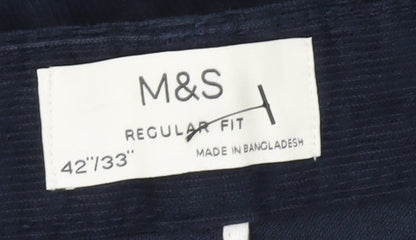 M&S
REGULAR FIT
42"/33"
MADE IN BANGLADESH